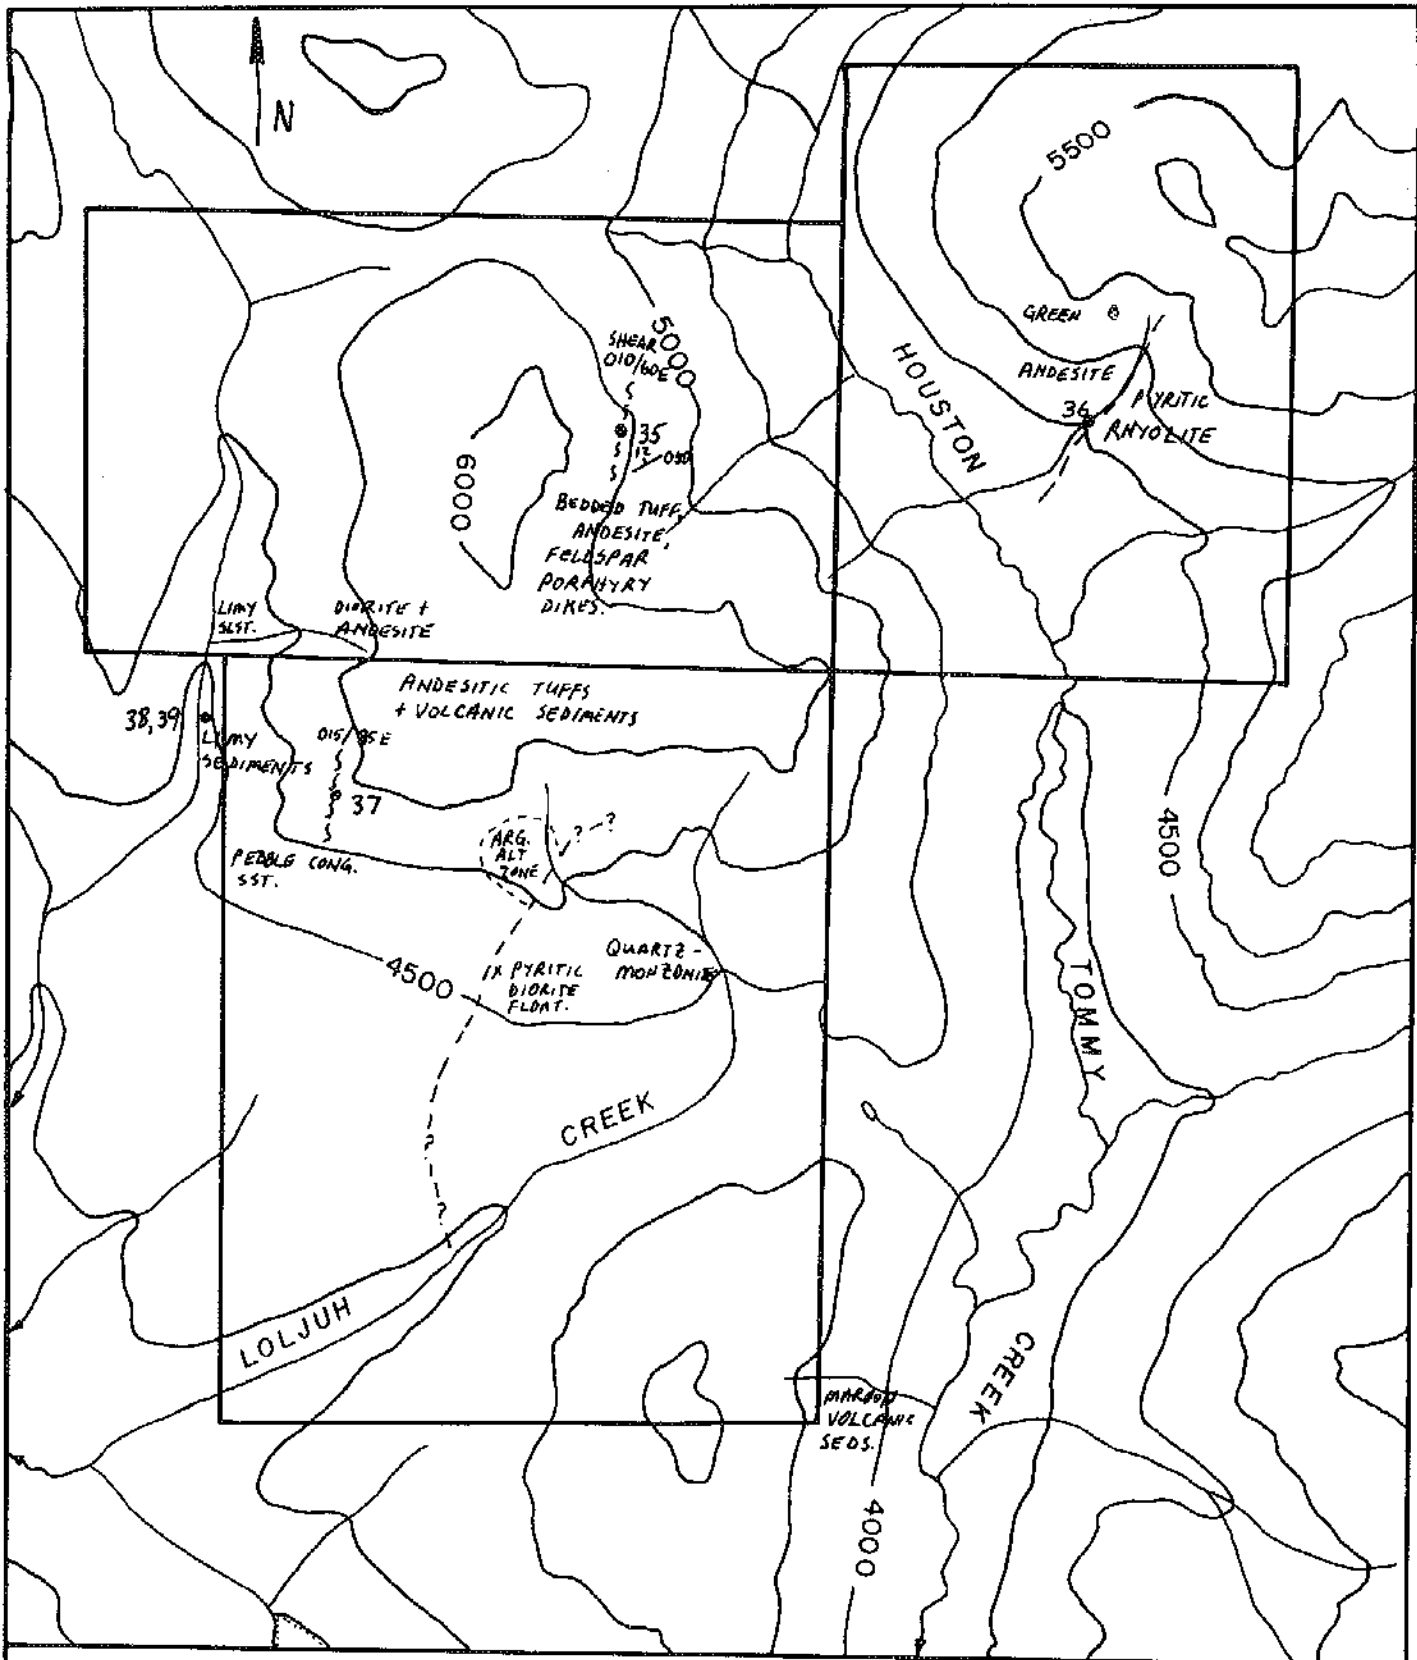 N
5500
GREEN
ANDESITE
36
PYRITIC
RHYOLITE
HOUSTON
5000
SHEAR
010/60E
35
12
050
6000
BEDDED TUFF,
ANDESITE,
FELDSPAR
PORPHYRY
DIKES.
LIMY
SLST.
DIORITE +
ANDESITE
ANDESITIC TUFFS
+ VOLCANIC SEDIMENTS
38,39
LIMY
SEDIMENTS
015/85E
37
PEBBLE CONG.
SST.
ARG.
ALT
ZONE
? - ?
4500
4500
QUARTZ -
MONZONITE
1X PYRITIC
DIORITE
FLOAT.
TOMMY
CREEK
?
?
LOLJUH
CREEK
MAROON
VOLCANIC
SEDS.
4000